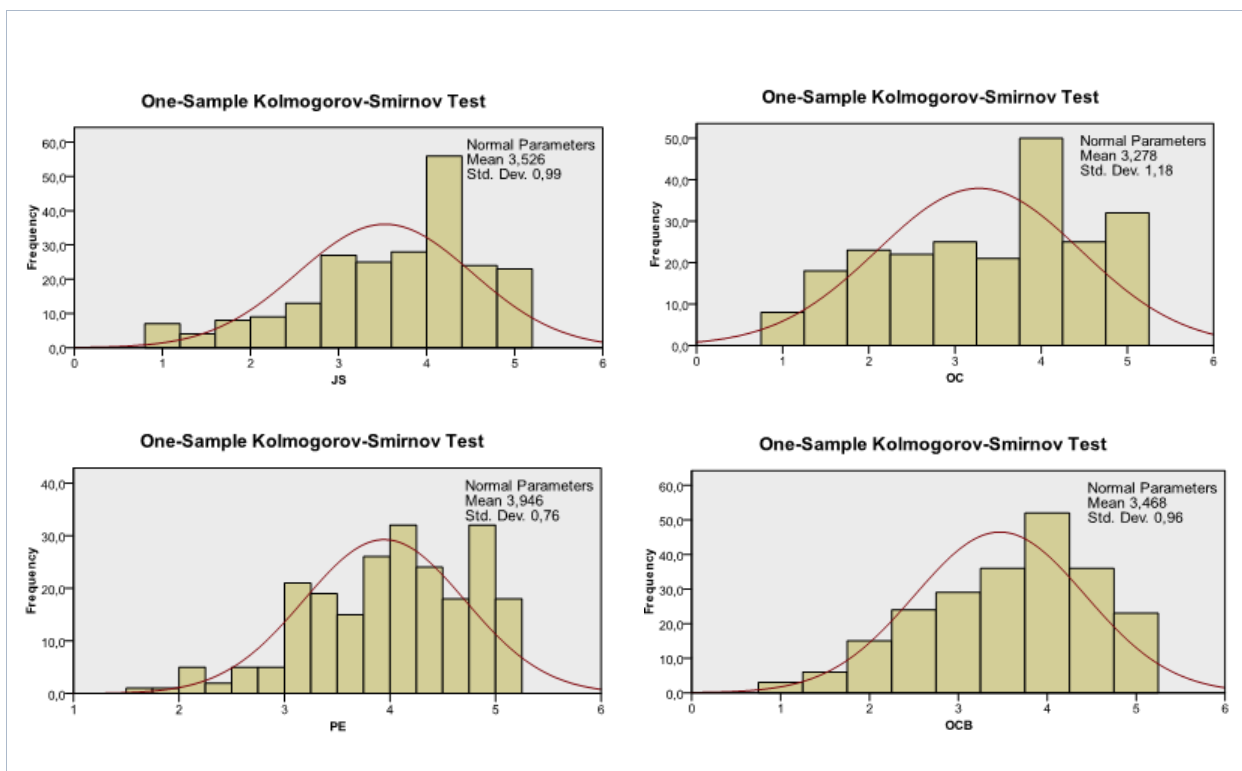 One-Sample Kolmogorov-Smirnov Test
Normal Parameters
Mean 3,526
Std. Dev. 0,99
60,0
50,0
40,0
30,0
20,0
10,0
0,0
Frequency
0 1 2 3 4 5 6
JS
One-Sample Kolmogorov-Smirnov Test
Normal Parameters
Mean 3,278
Std. Dev. 1,18
50,0
40,0
30,0
20,0
10,0
0,0
Frequency
0 1 2 3 4 5 6
OC
One-Sample Kolmogorov-Smirnov Test
Normal Parameters
Mean 3,946
Std. Dev. 0,76
40,0
30,0
20,0
10,0
0,0
Frequency
1 2 3 4 5 6
PE
One-Sample Kolmogorov-Smirnov Test
Normal Parameters
Mean 3,468
Std. Dev. 0,96
60,0
50,0
40,0
30,0
20,0
10,0
0,0
Frequency
0 1 2 3 4 5 6
OCB